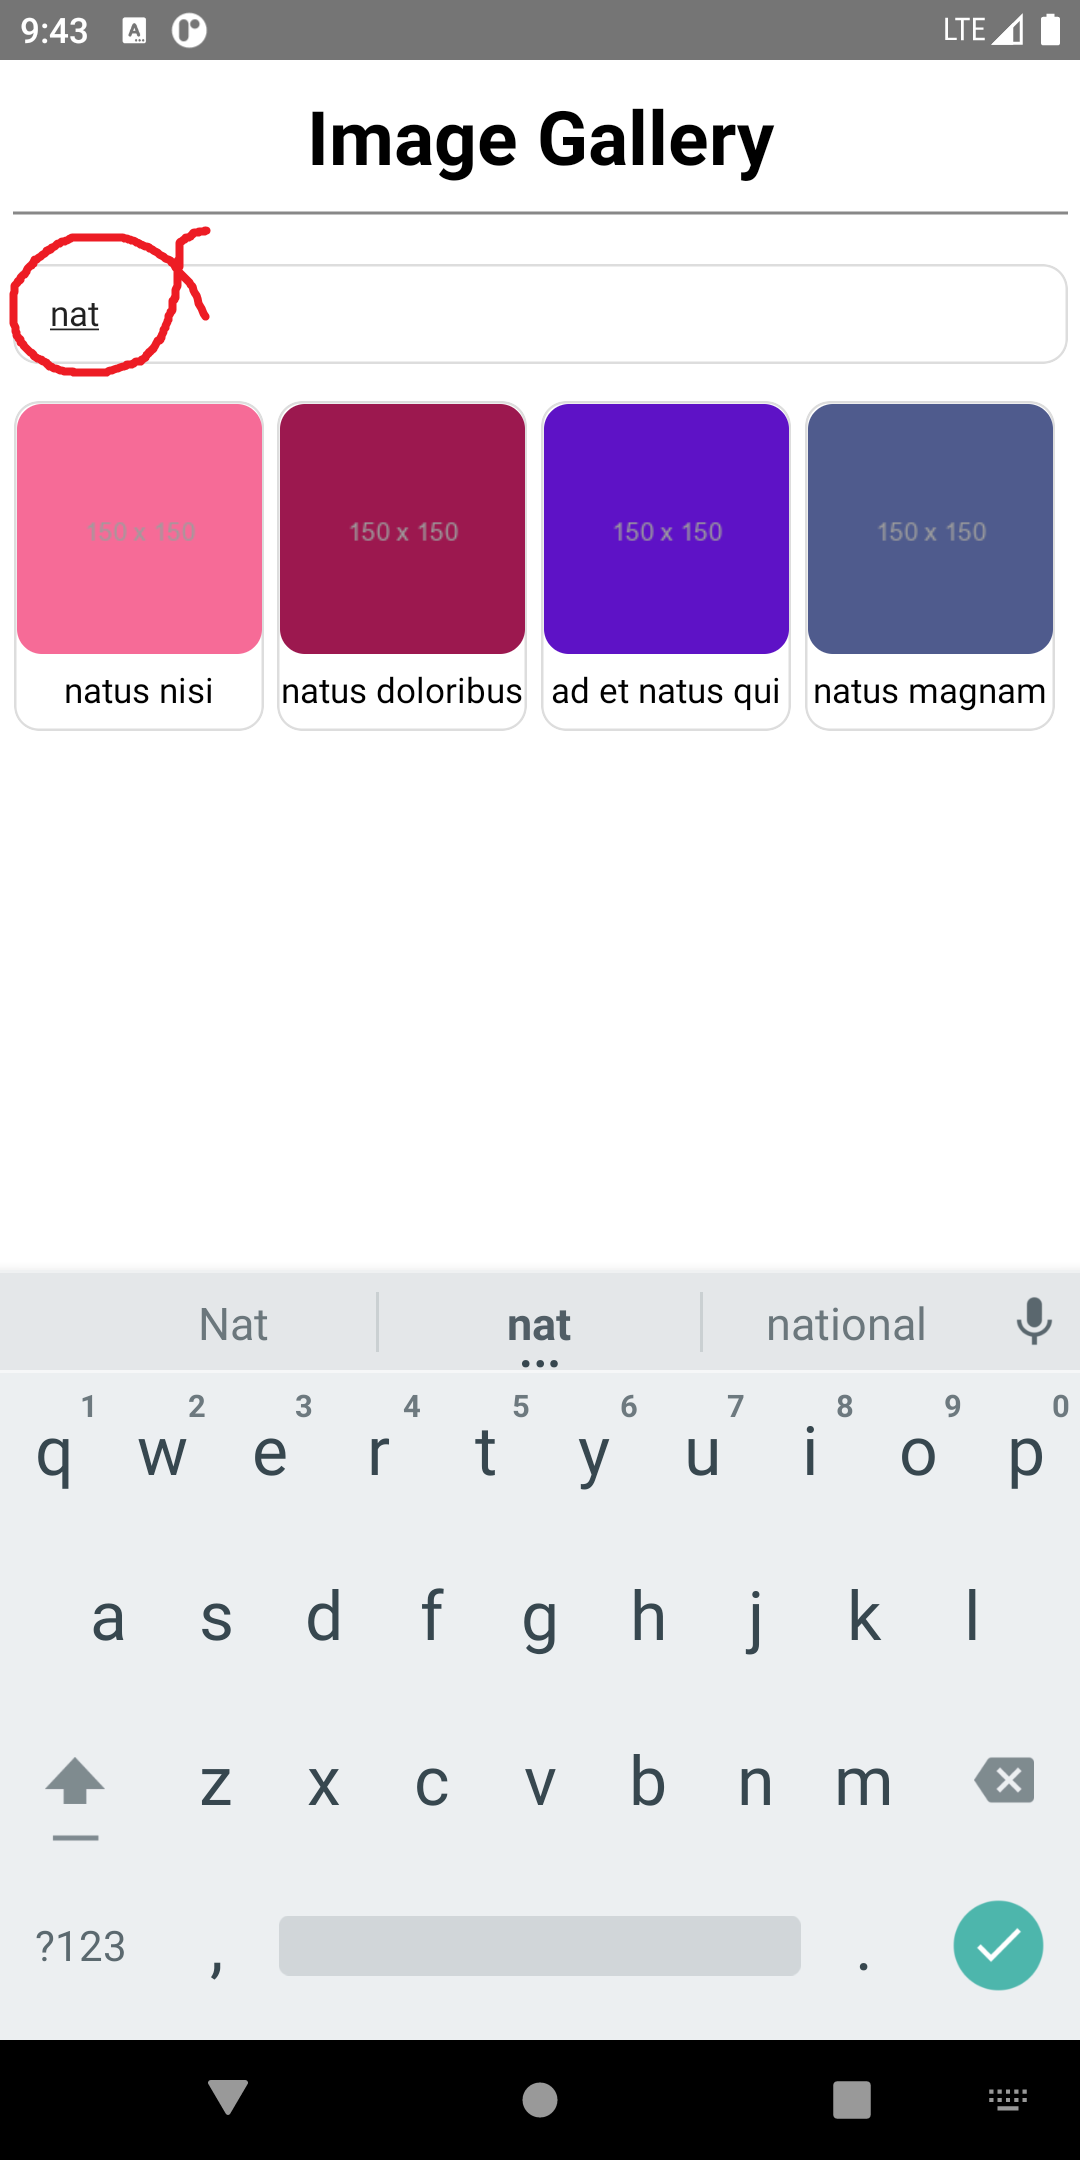 9:43 A LTE
Image Gallery
nat
150 x 150 150 x 150 150 x 150 150 x 150
natus nisi natus doloribus ad et natus qui natus magnam
Nat nat national
1 2 3 4 5 6 7 8 9 0
q w e r t y u i o p
a s d f g h j k l
z x c v b n m
?123 , .